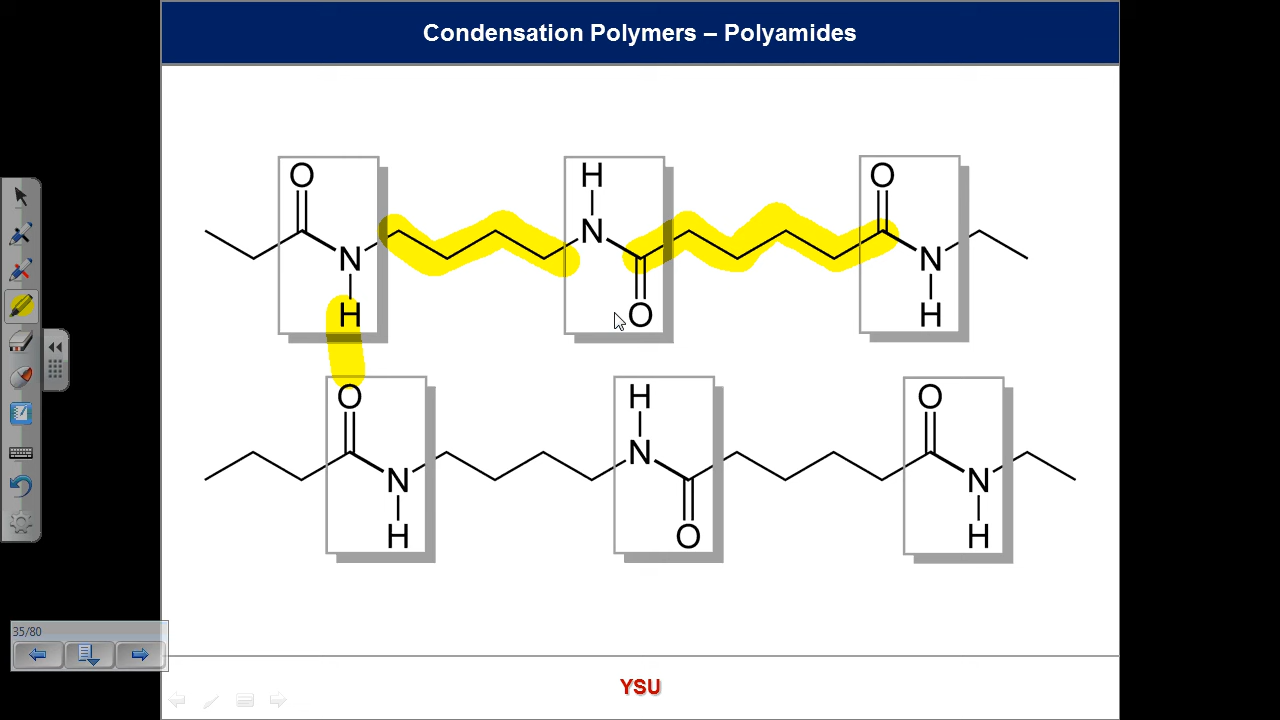 Condensation Polymers – Polyamides
O H O
N
N N
H O H
O H O
N
N N
H O H
35/80
YSU